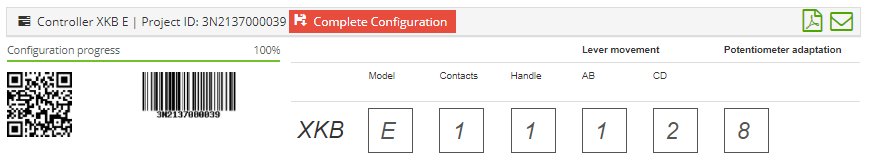 Controller XKB E | Project ID: 3N2137000039 Complete Configuration
Configuration progress 100%
Lever movement Potentiometer adaptation
Model Contacts Handle AB CD
3N2137000039
XKB E 1 1 1 2 8